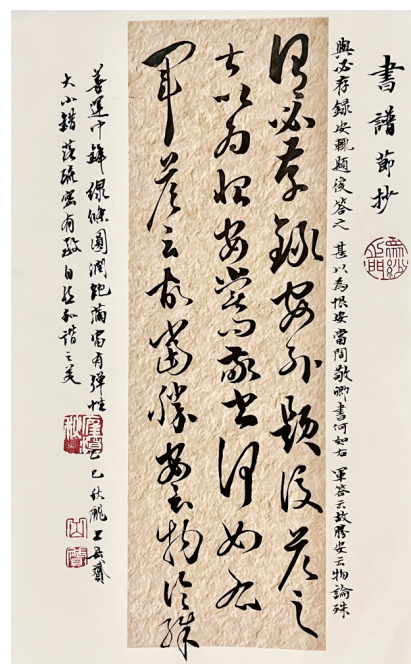 書譜節抄
與必存録安輒題後答之 甚以為恨安嘗問敬卿書何如右 軍答云故勝安云物論殊
謂必存錄安輒題後答之
甚以為恨安嘗問敬卿書何如右
軍答云故當勝安云物論殊
善運中鋒線條圓潤飽滿富有彈性
大小錯落疏密有致自然和諧之美
乙巳秋